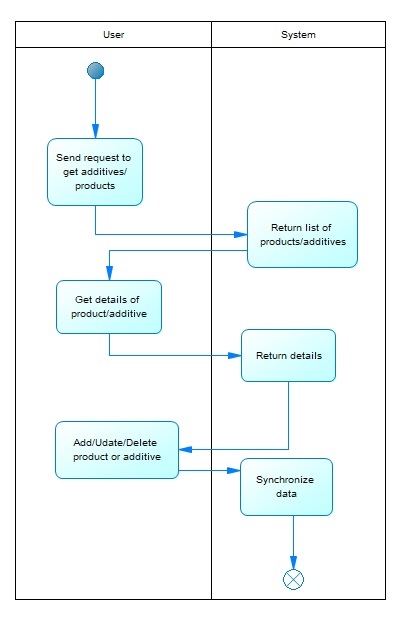 User
System
Send request to
get additives/
products
Return list of
products/additives
Get details of
product/additive
Return details
Add/Udate/Delete
product or additive
Synchronize
data